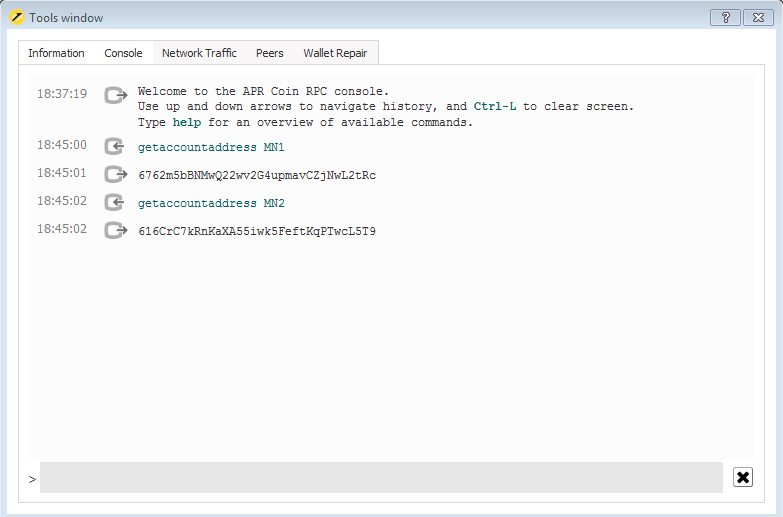 Tools window
Information Console Network Traffic Peers Wallet Repair
18:37:19 Welcome to the APR Coin RPC console.
Use up and down arrows to navigate history, and Ctrl-L to clear screen.
Type help for an overview of available commands.
18:45:00 getaccountaddress MN1
18:45:01 6762m5bBNMwQ22wv2G4upmavCZjNwL2tRc
18:45:02 getaccountaddress MN2
18:45:02 616CrC7kRnKaXA55iwk5FeftKqPTwcL5T9
>